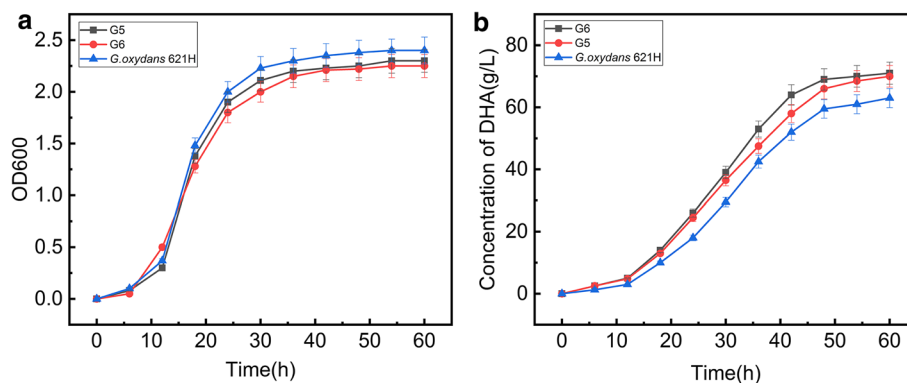 a
G5
G6
G.oxydans 621H
2.5
2.0
1.5
1.0
0.5
0.0
OD600
0 10 20 30 40 50 60
Time(h)
b
G6
G5
G.oxydans 621H
80
60
40
20
0
Concentration of DHA(g/L)
0 10 20 30 40 50 60
Time(h)